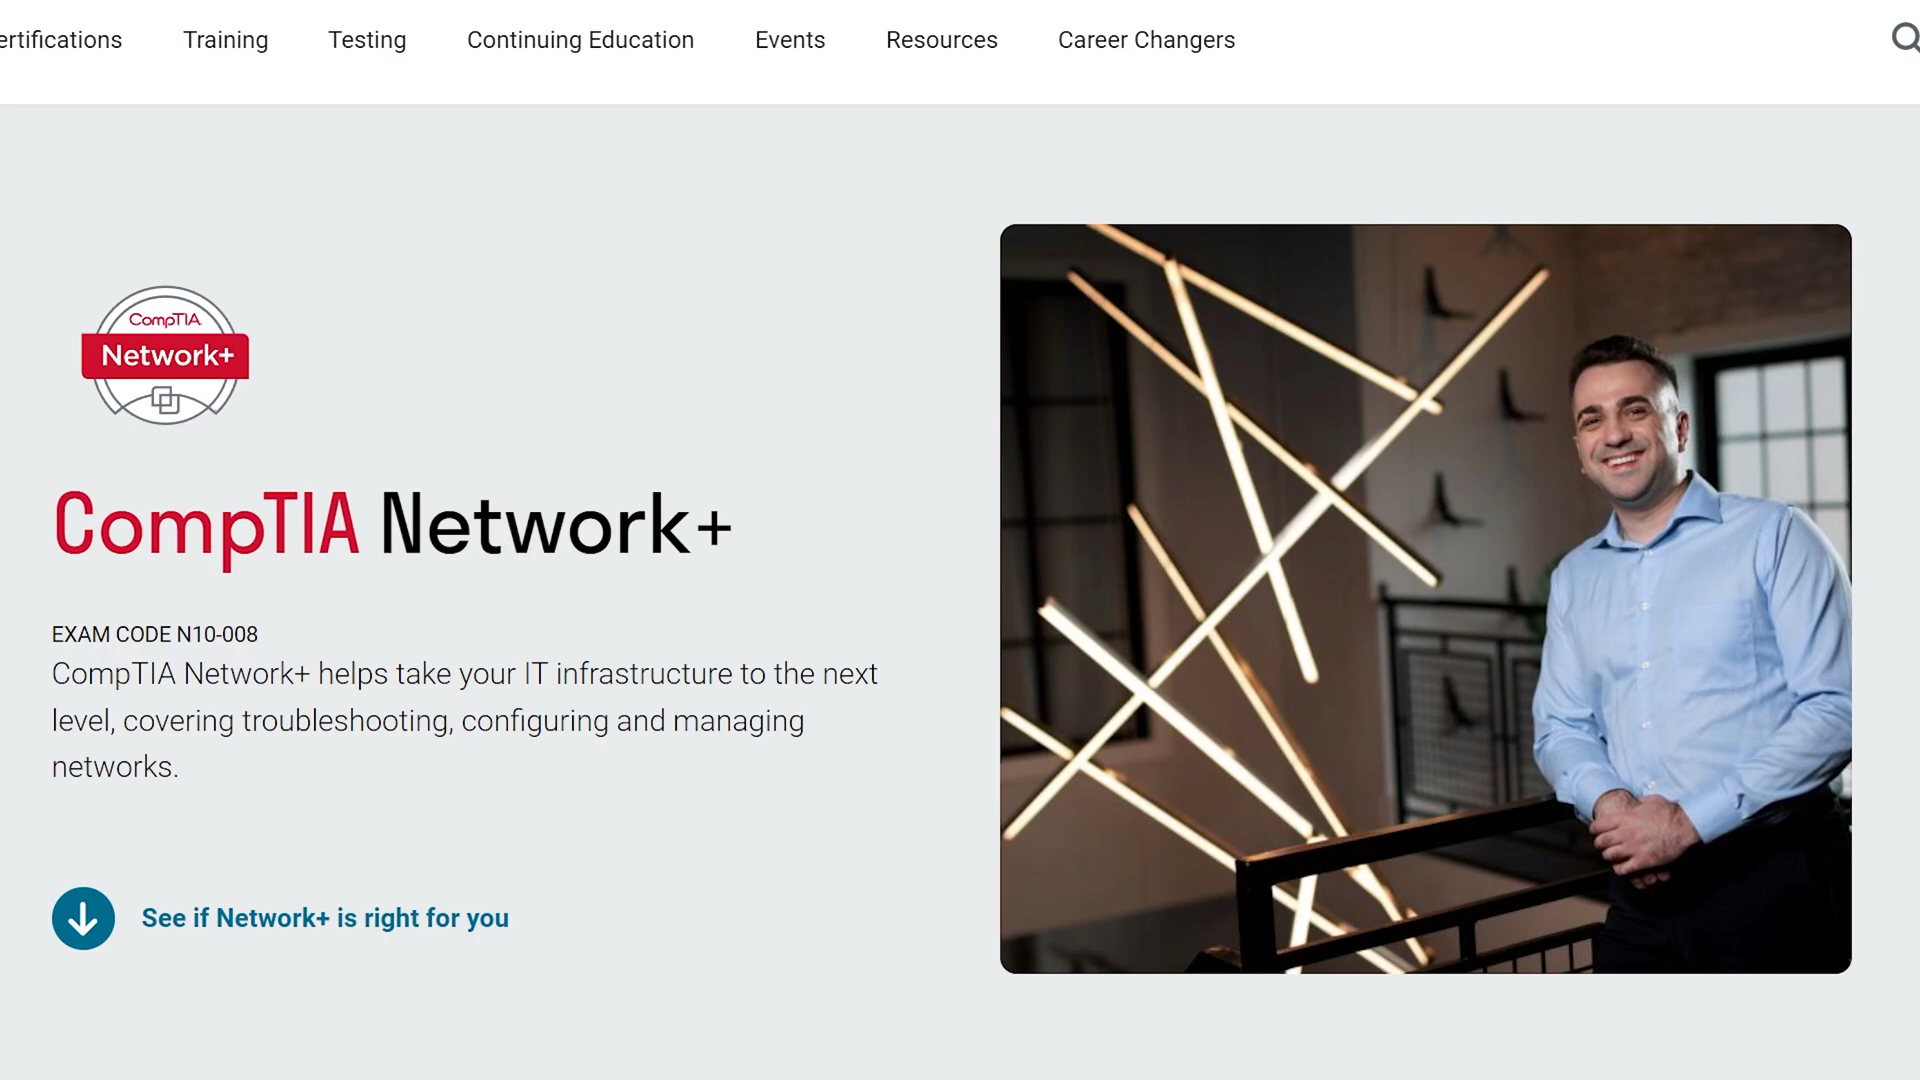 ertifications Training Testing Continuing Education Events Resources Career Changers
CompTIA
Network+
CompTIA Network+
EXAM CODE N10-008
CompTIA Network+ helps take your IT infrastructure to the next
level, covering troubleshooting, configuring and managing
networks.
See if Network+ is right for you